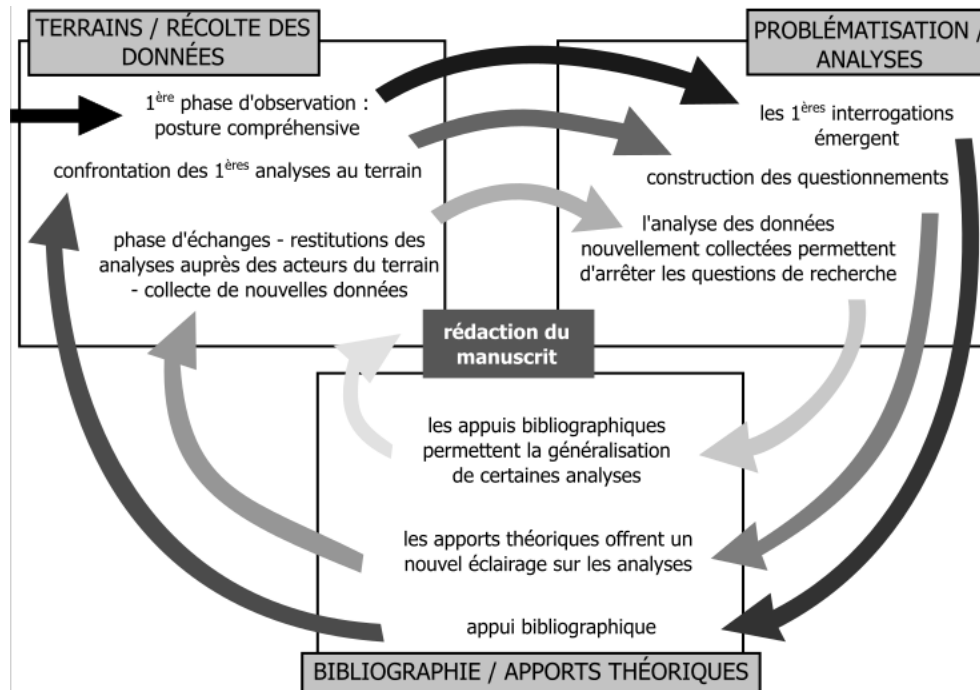 TERRAINS / RÉCOLTE DES
DONNÉES
1ère phase d'observation :
posture compréhensive
confrontation des 1ères analyses au terrain
phase d'échanges - restitutions des
analyses auprès des acteurs du terrain
- collecte de nouvelles données
PROBLÉMATISATION /
ANALYSES
les 1ères interrogations
émergent
construction des questionnements
l'analyse des données
nouvellement collectées permettent
d'arrêter les questions de recherche
rédaction du
manuscrit
les appuis bibliographiques
permettent la généralisation
de certaines analyses
les apports théoriques offrent un
nouvel éclairage sur les analyses
appui bibliographique
BIBLIOGRAPHIE / APPORTS THÉORIQUES